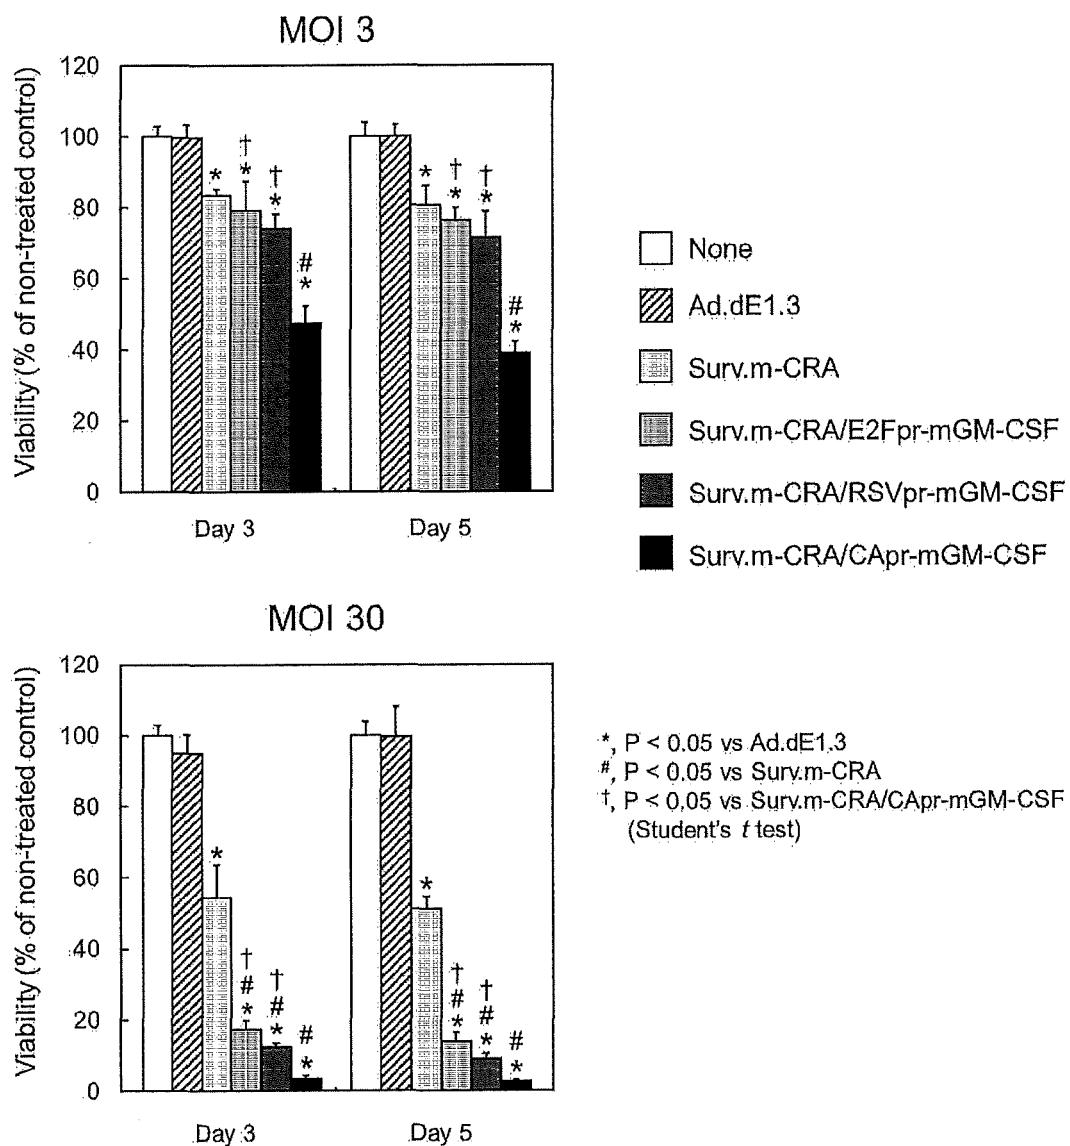 MOI 3
Viability (% of non-treated control)
120
100
80
60
40
20
0
* † * † * # *
* † * † * # *
Day 3
Day 5
None
Ad.dE1.3
Surv.m-CRA
Surv.m-CRA/E2Fpr-mGM-CSF
Surv.m-CRA/RSVpr-mGM-CSF
Surv.m-CRA/CApr-mGM-CSF
MOI 30
Viability (% of non-treated control)
120
100
80
60
40
20
0
* † # * † # * # *
* † # * † # * # *
Day 3
Day 5
*, P < 0.05 vs Ad.dE1.3
#, P < 0.05 vs Surv.m-CRA
†, P < 0.05 vs Surv.m-CRA/CApr-mGM-CSF
(Student's t test)